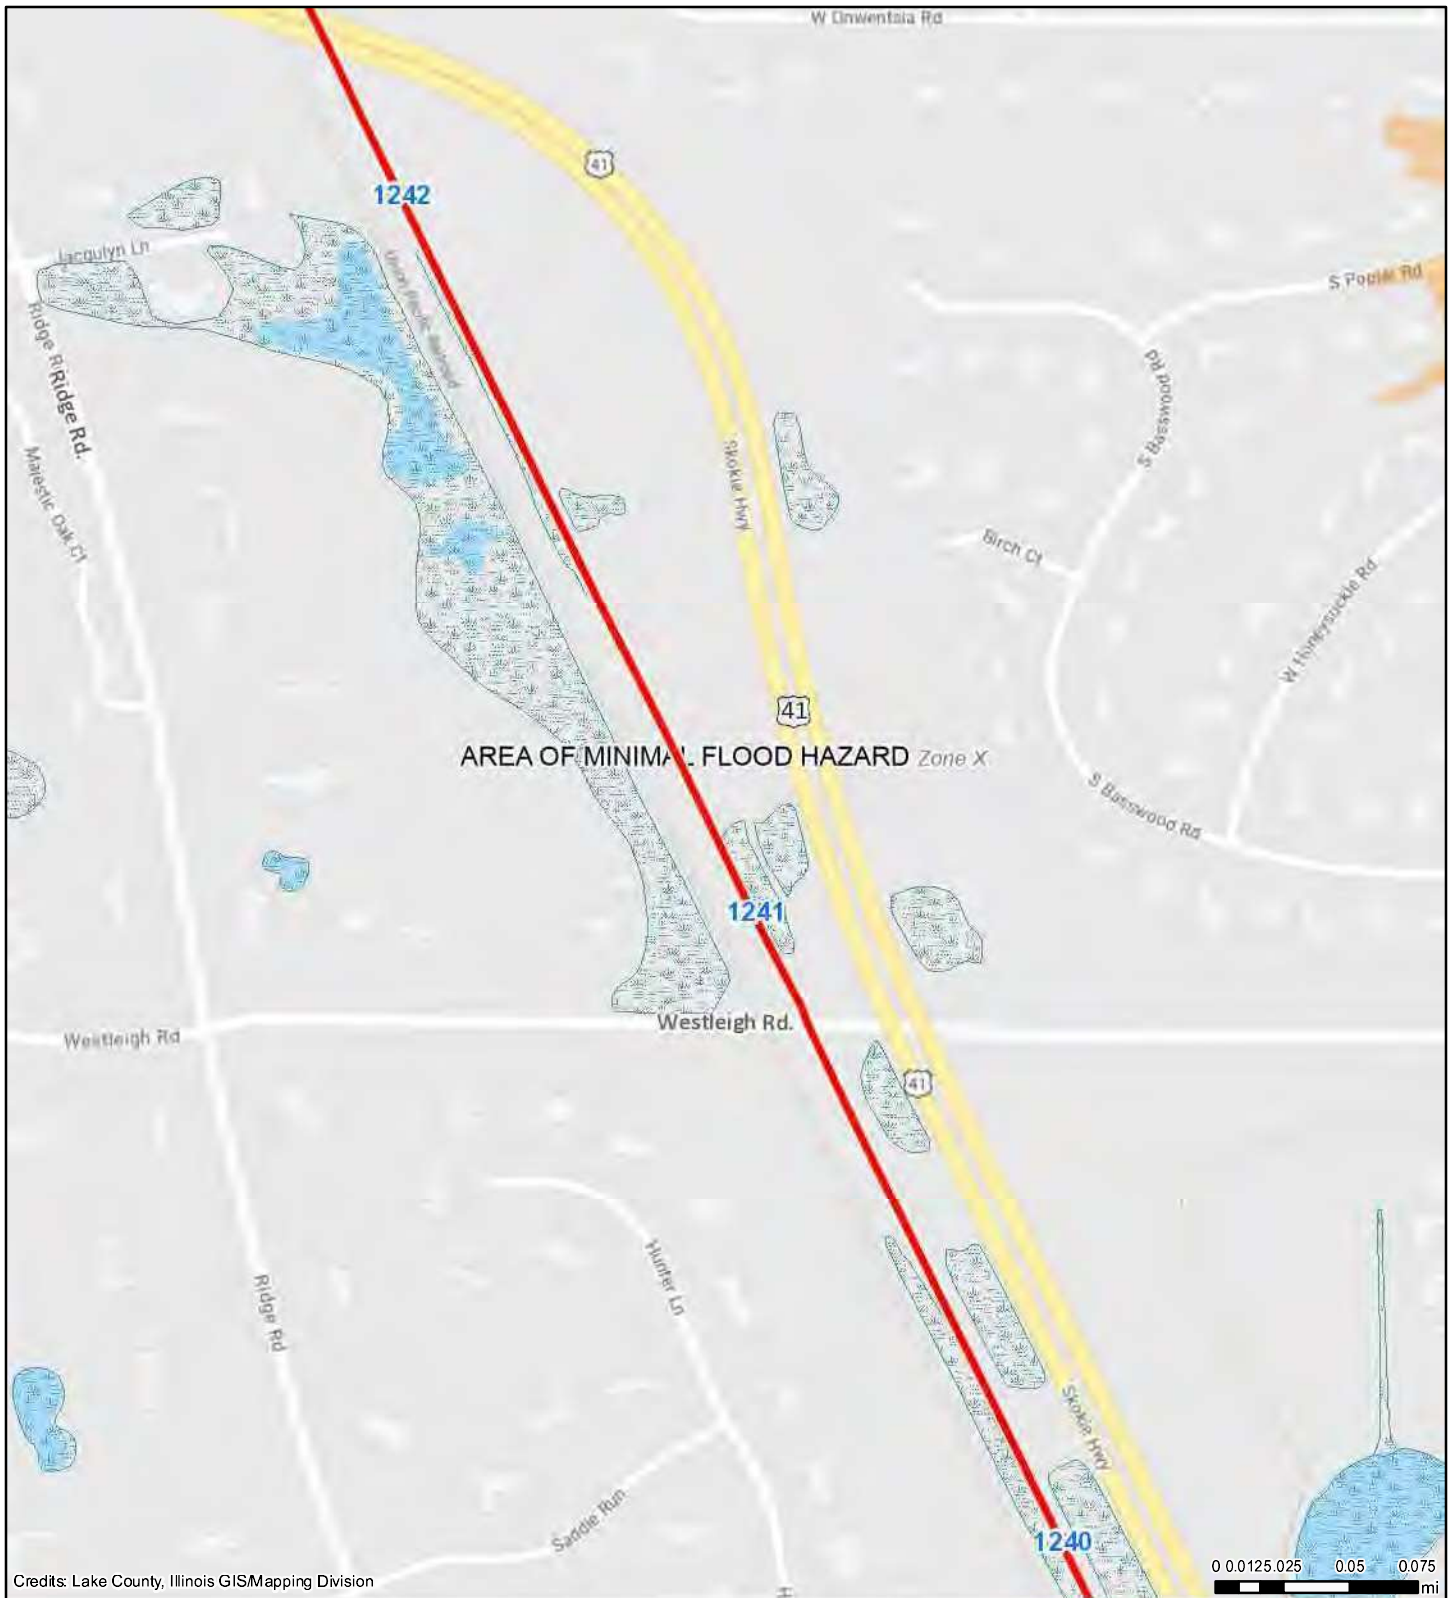 W Onwentsia Rd
41
1242
Jacqulyn Ln
Union Pacific Railroad
S Poplar Rd
Ridge R
Ridge Rd.
S Basswood Rd
Skokie Hwy
Majestic Oak Ct
Birch Ct
W Honeysuckle Rd
41
AREA OF MINIMAL FLOOD HAZARD Zone X
S Basswood Rd
1241
Westleigh Rd.
Westleigh Rd
41
Hunter Ln
Ridge Rd
Skokie Hwy
Saddle Run
1240
H
Credits: Lake County, Illinois GIS/Mapping Division
0 0.0125.025 0.05 0.075
mi